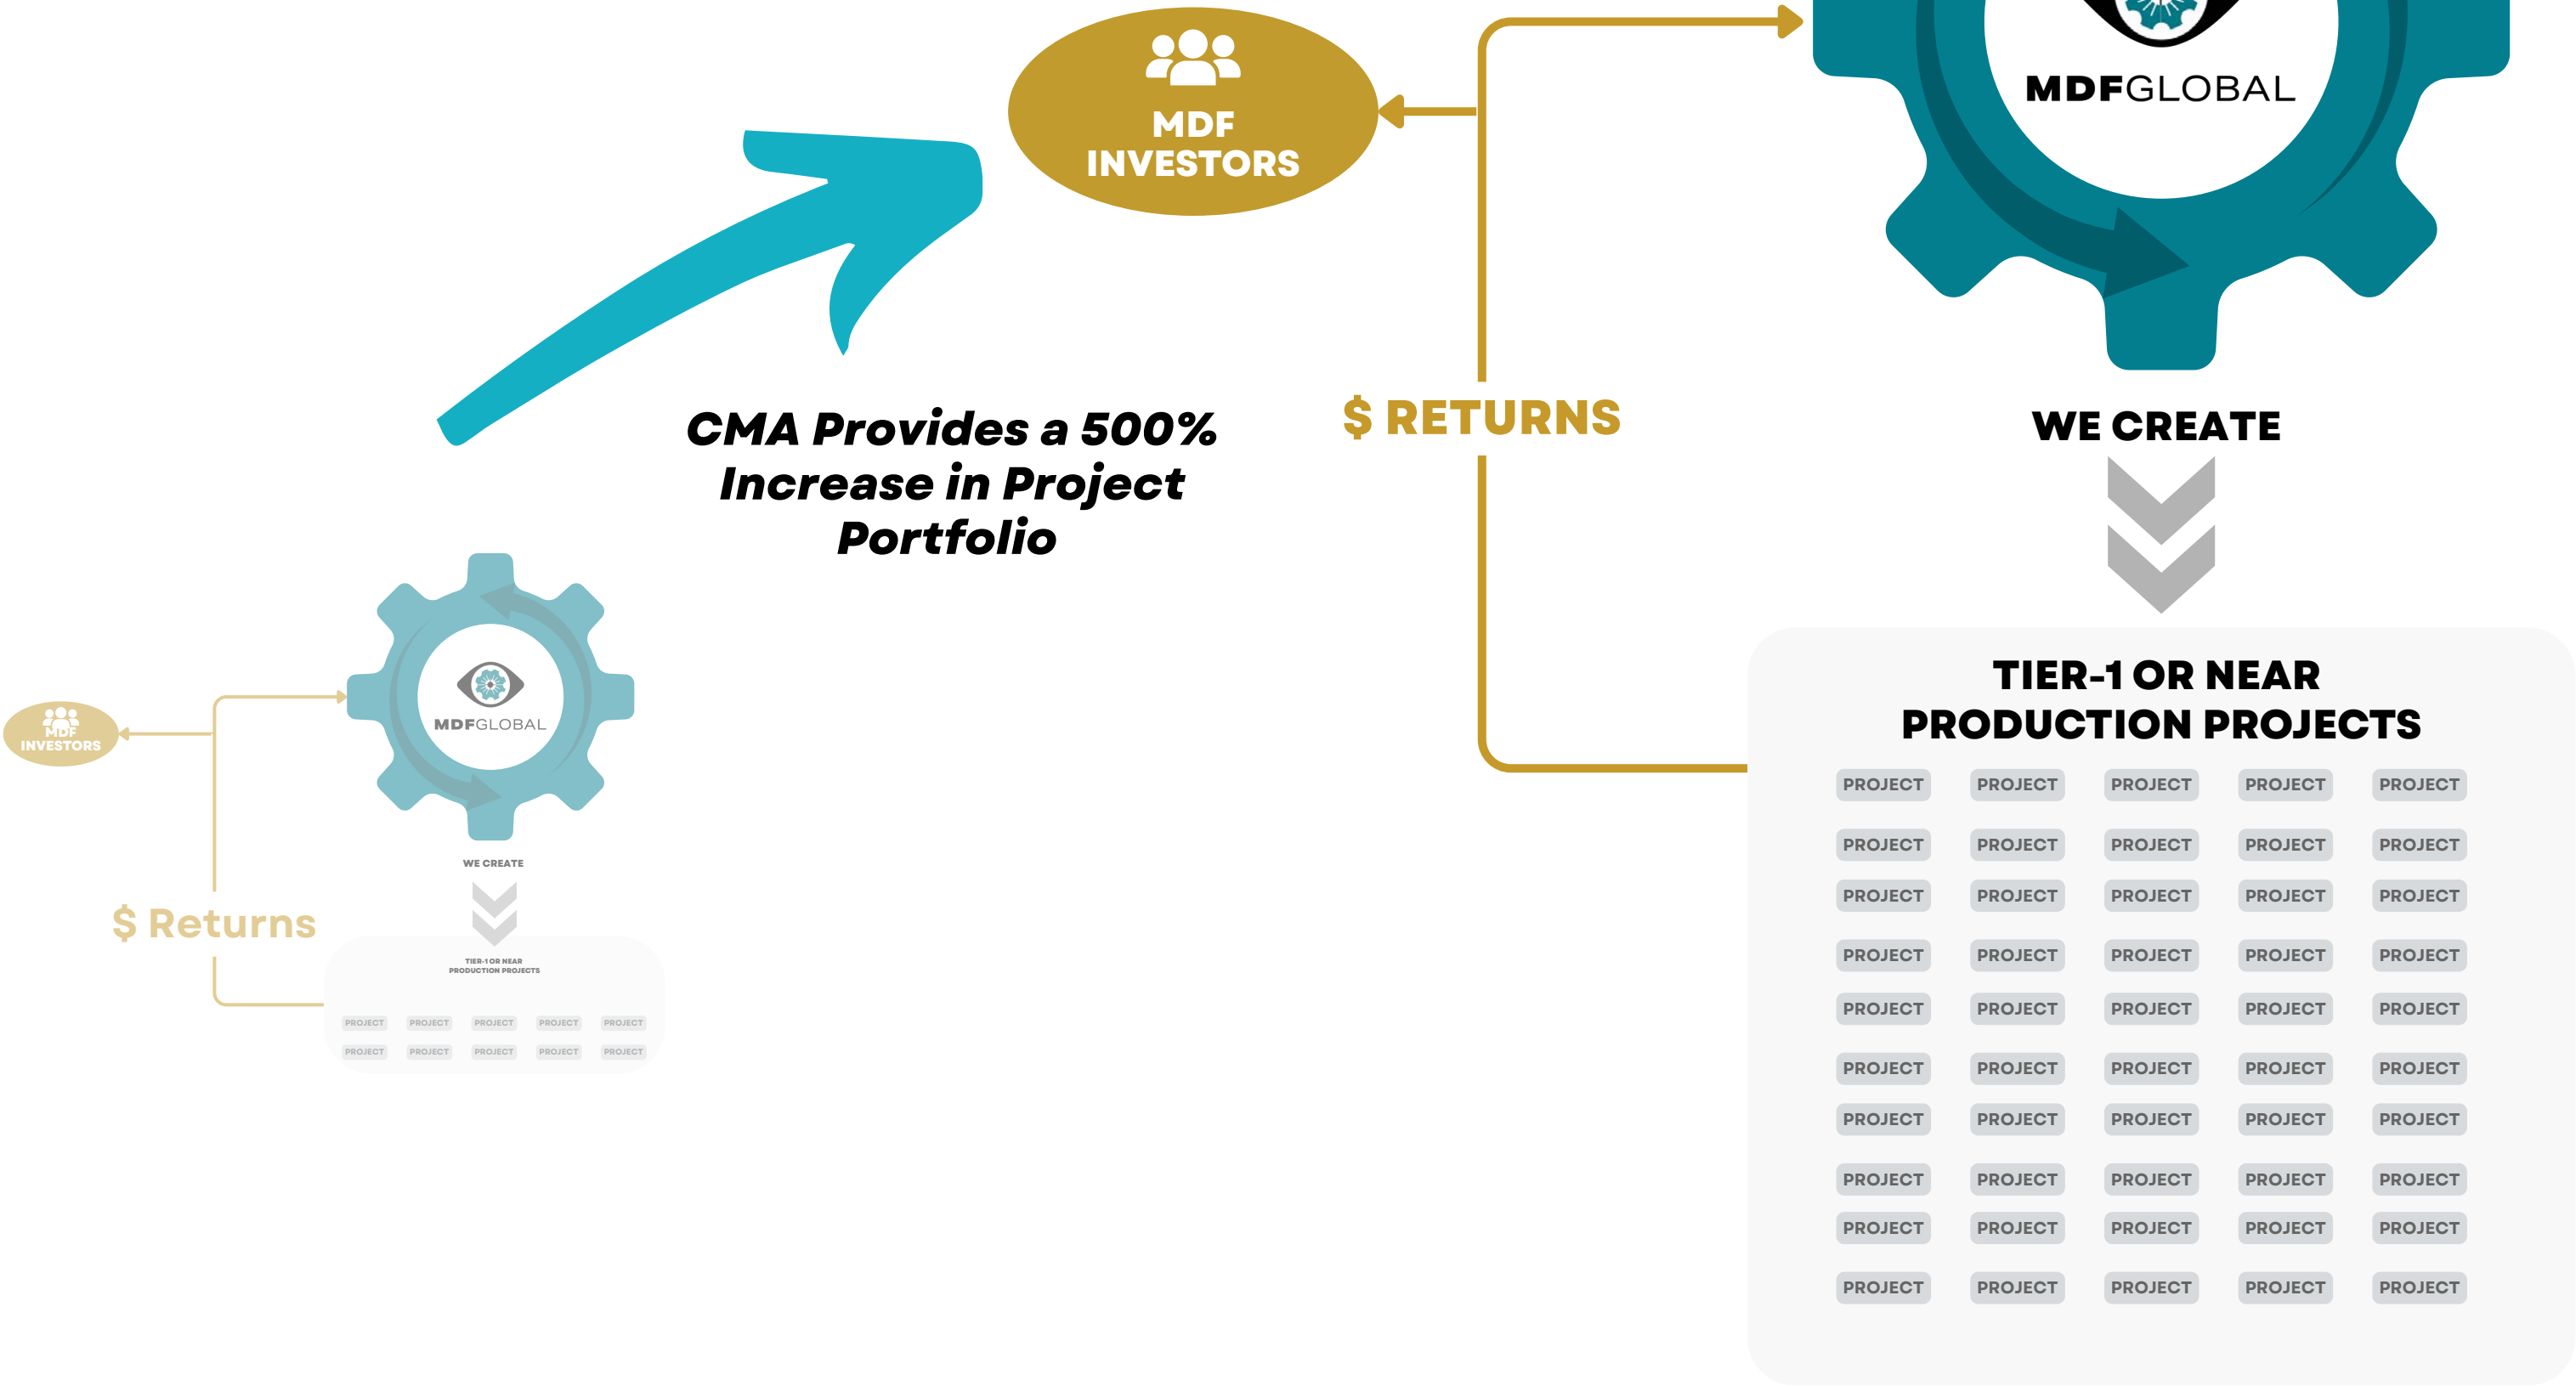 MDF
INVESTORS
MDFGLOBAL
$ RETURNS
WE CREATE
CMA Provides a 500%
Increase in Project
Portfolio
TIER-1 OR NEAR
PRODUCTION PROJECTS
PROJECT PROJECT PROJECT PROJECT PROJECT
PROJECT PROJECT PROJECT PROJECT PROJECT
PROJECT PROJECT PROJECT PROJECT PROJECT
PROJECT PROJECT PROJECT PROJECT PROJECT
PROJECT PROJECT PROJECT PROJECT PROJECT
PROJECT PROJECT PROJECT PROJECT PROJECT
PROJECT PROJECT PROJECT PROJECT PROJECT
PROJECT PROJECT PROJECT PROJECT PROJECT
PROJECT PROJECT PROJECT PROJECT PROJECT
PROJECT PROJECT PROJECT PROJECT PROJECT
MDF
INVESTORS
MDFGLOBAL
WE CREATE
$ Returns
TIER-1 OR NEAR
PRODUCTION PROJECTS
PROJECT PROJECT PROJECT PROJECT PROJECT
PROJECT PROJECT PROJECT PROJECT PROJECT